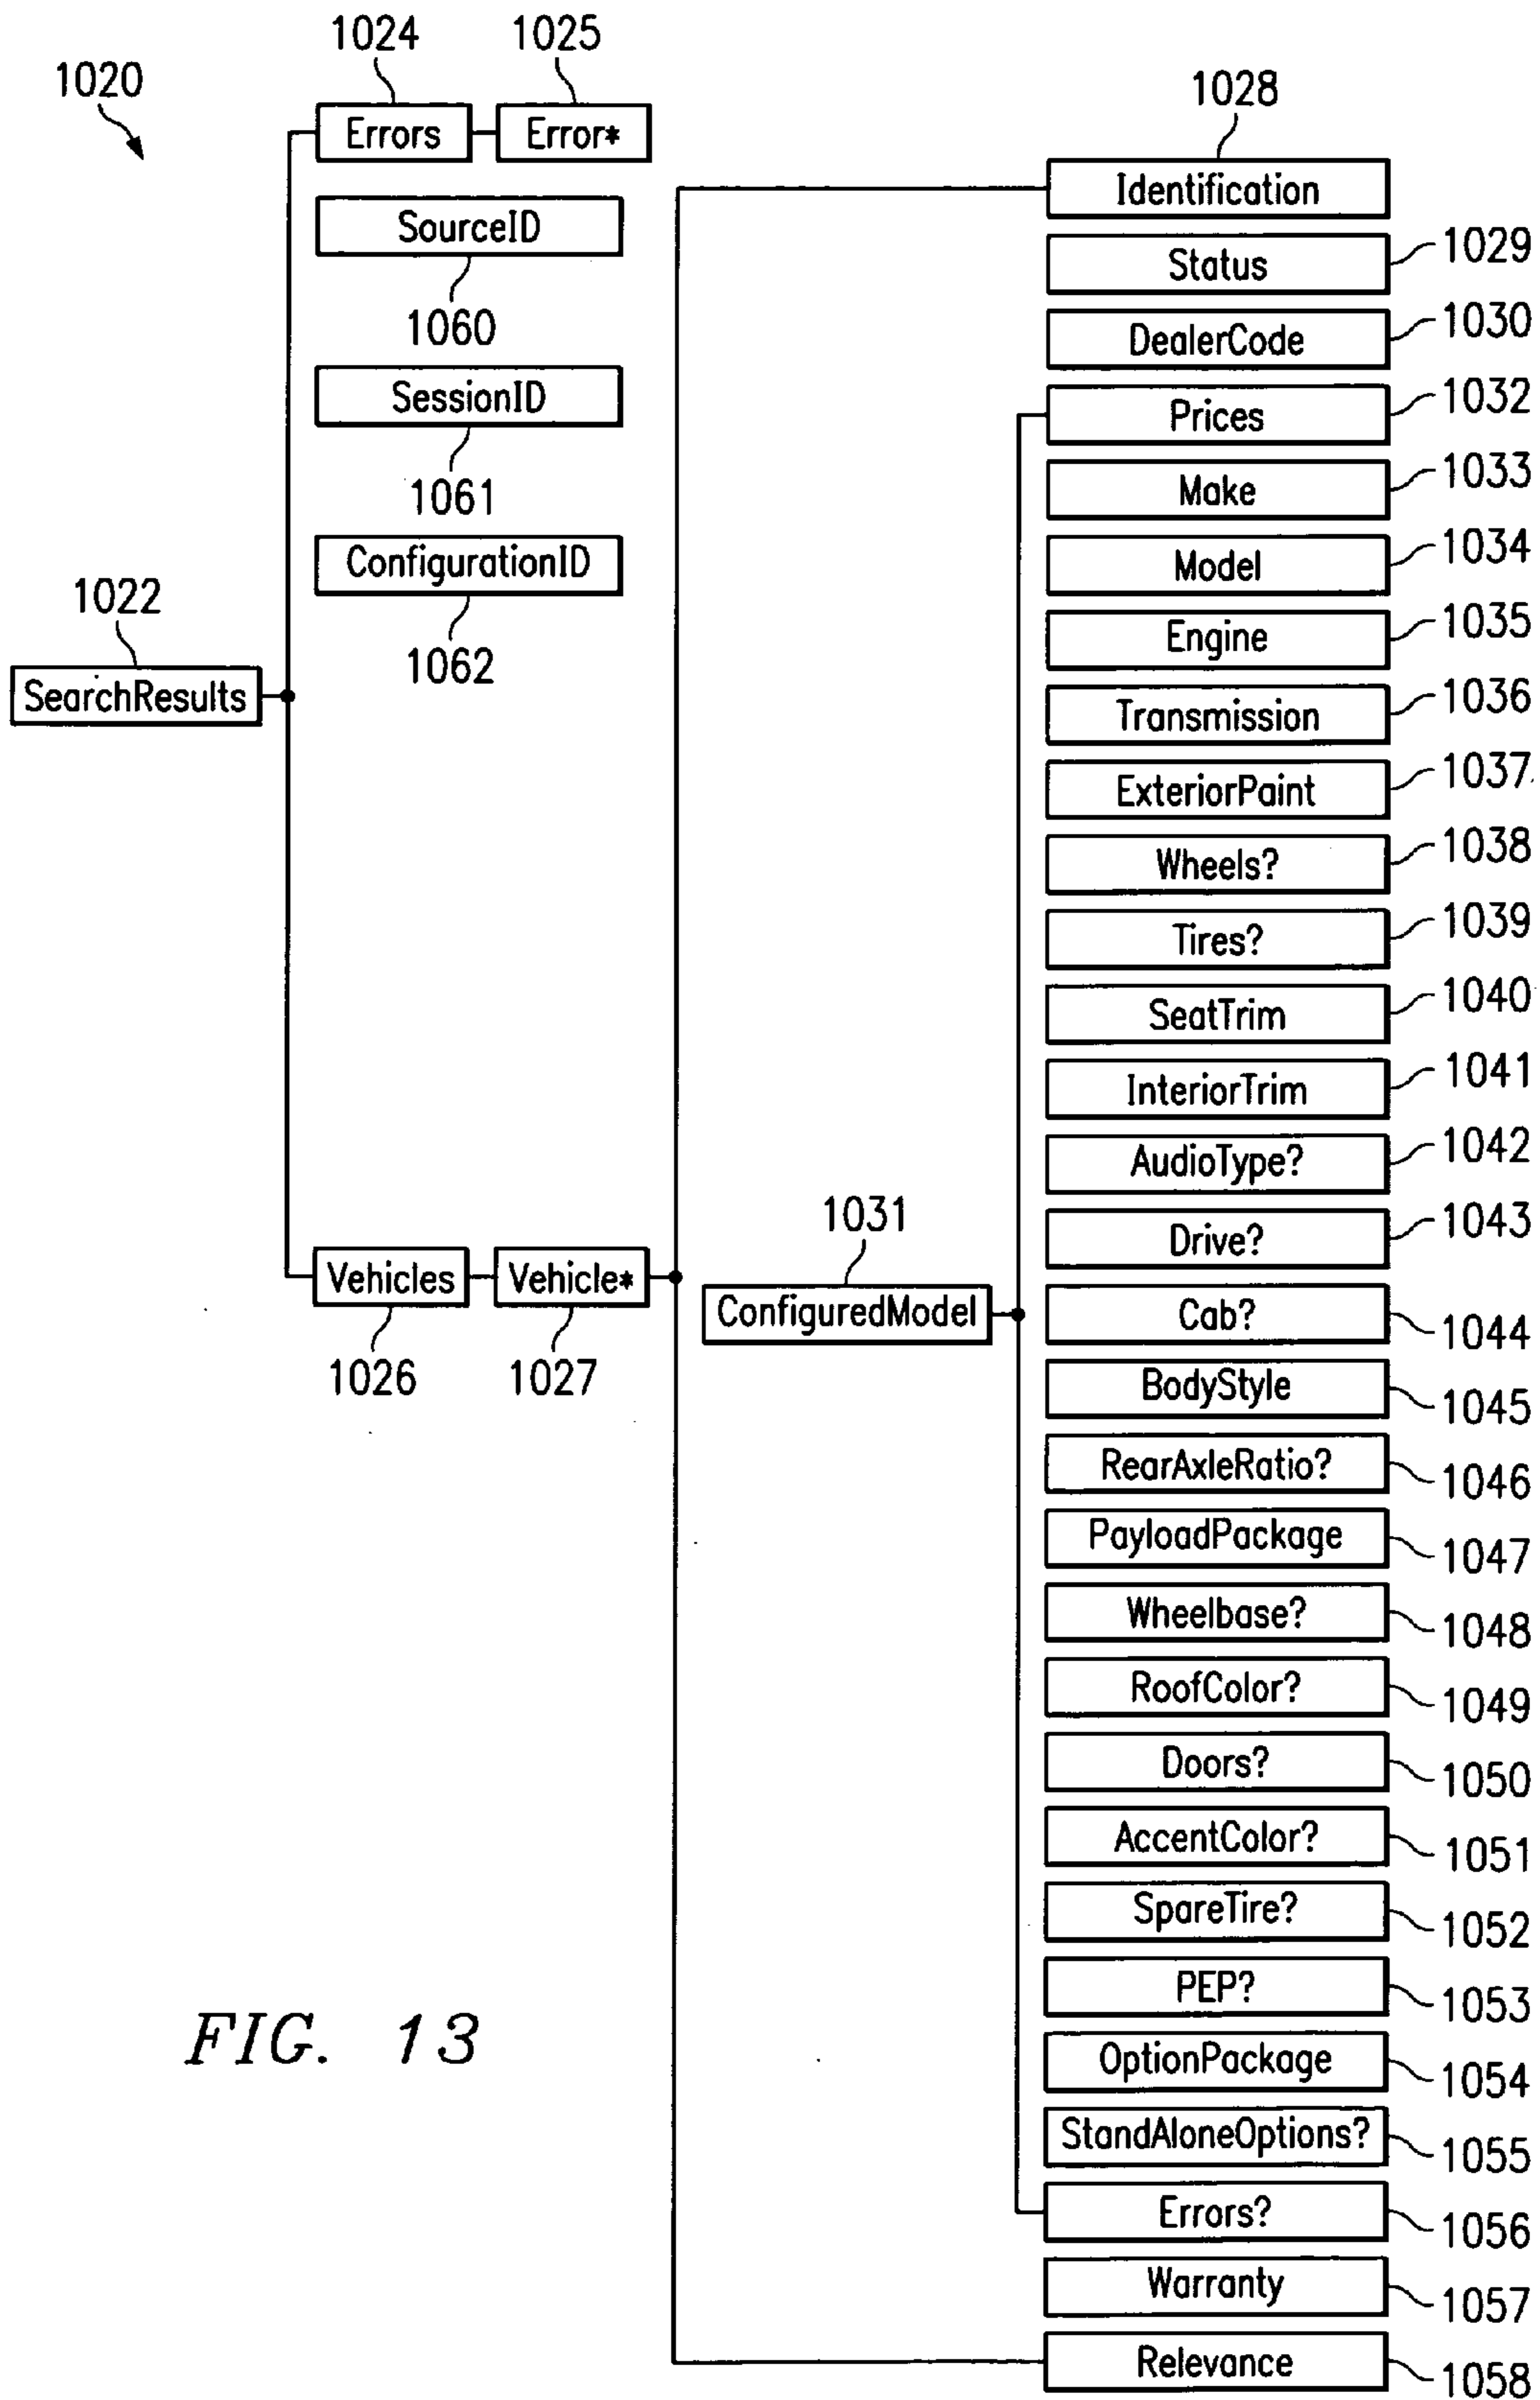 1020
1024
1025
Errors
Error*
SourceID
1060
SessionID
1061
ConfigurationID
1062
1022
SearchResults
Vehicles
Vehicle*
1026
1027
1031
ConfiguredModel
1028
Identification
Status
1029
DealerCode
1030
Prices
1032
Make
1033
Model
1034
Engine
1035
Transmission
1036
ExteriorPaint
1037
Wheels?
1038
Tires?
1039
SeatTrim
1040
InteriorTrim
1041
AudioType?
1042
Drive?
1043
Cab?
1044
BodyStyle
1045
RearAxleRatio?
1046
PayloadPackage
1047
Wheelbase?
1048
RoofColor?
1049
Doors?
1050
AccentColor?
1051
SpareTire?
1052
PEP?
1053
OptionPackage
1054
StandAloneOptions?
1055
Errors?
1056
Warranty
1057
Relevance
1058
FIG. 13